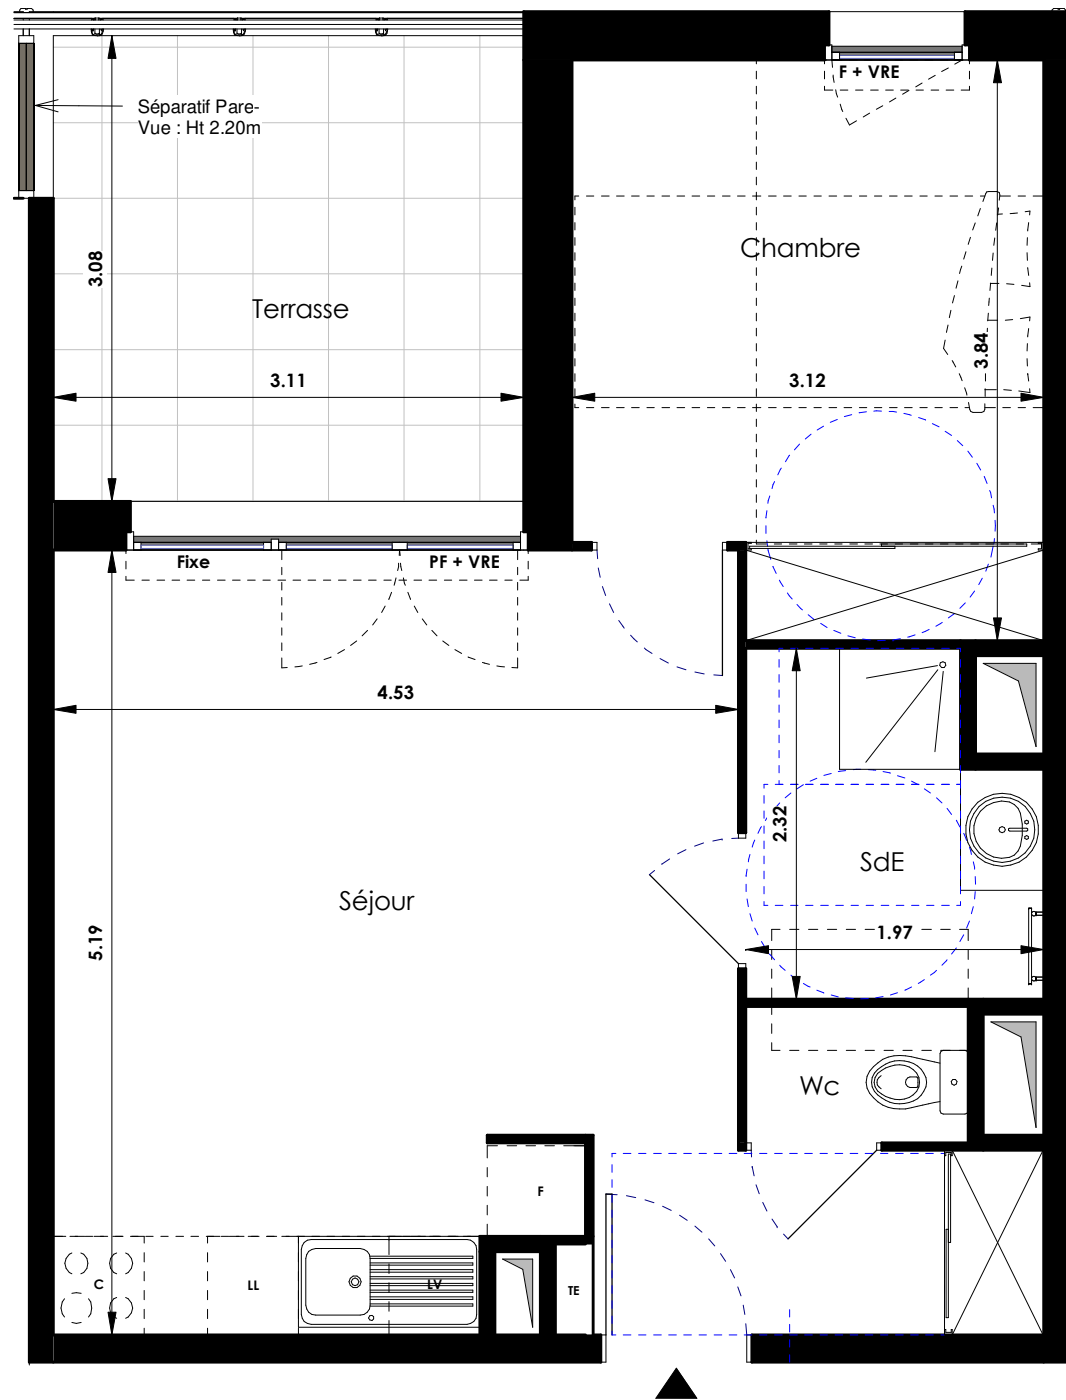 F + VRE
Séparatif Pare-
Vue : Ht 2.20m
Chambre
3.08
Terrasse
3.84
3.11
3.12
Fixe
PF + VRE
4.53
2.32
SdE
Séjour
1.97
5.19
Wc
F
C
LL
LV
TE